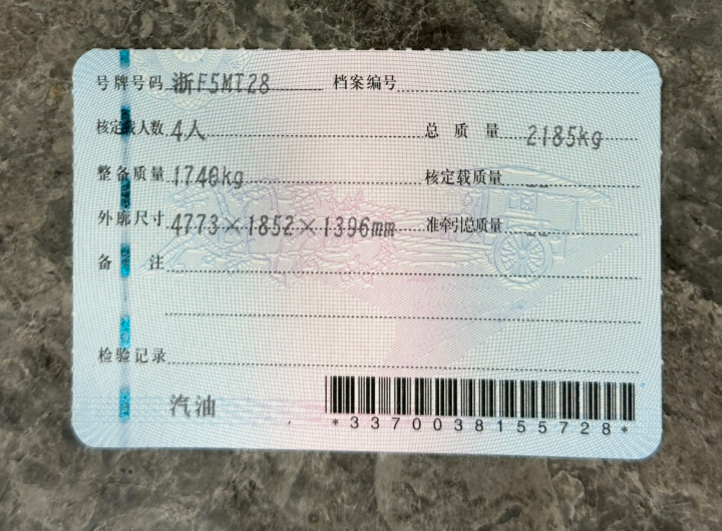 号牌号码 浙F5MT28 档案编号
核定载人数 4人 总质量 2185kg
整备质量 1740kg 核定载质量 --
外廓尺寸 4773×1852×1396mm 准牵引总质量 --
备注
检验记录
汽油
*3370038155728*